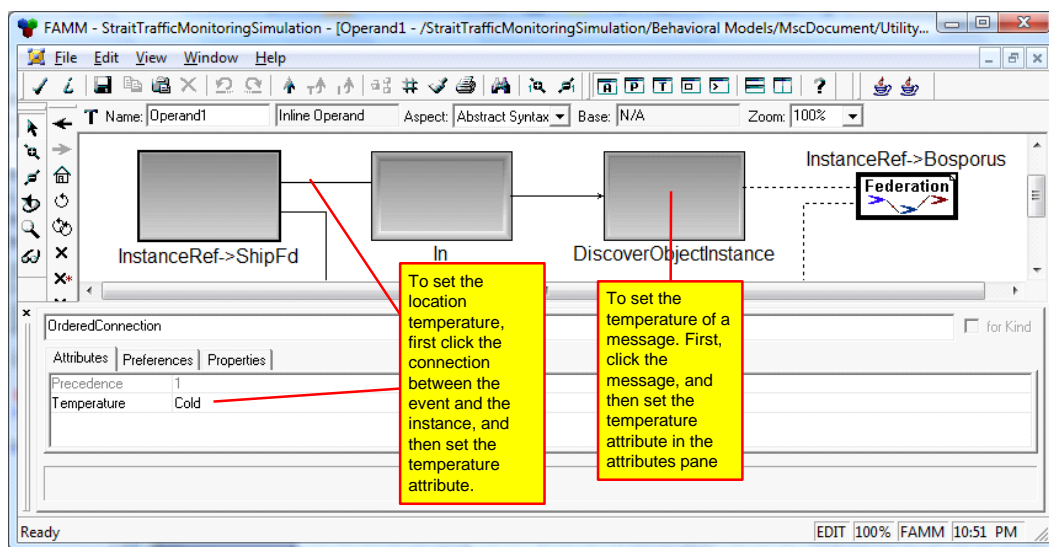 FAMM - StraitTrafficMonitoringSimulation - [Operand1 - /StraitTrafficMonitoringSimulation/Behavioral Models/MscDocument/Utility...
File Edit View Window Help
A P T ?
T Name: Operand1 Inline Operand Aspect: Abstract Syntax Base: N/A Zoom: 100%
InstanceRef->Bosporus
Federation
InstanceRef->ShipFd
In
DiscoverObjectInstance
To set the
location
temperature,
first click the
connection
between the
event and the
instance, and
then set the
temperature
attribute.
To set the
temperature of a
message. First,
click the
message, and
then set the
temperature
attribute in the
attributes pane
OrderedConnection
for Kind
Attributes Preferences Properties
Precedence 1
Temperature Cold
Ready
EDIT 100% FAMM 10:51 PM